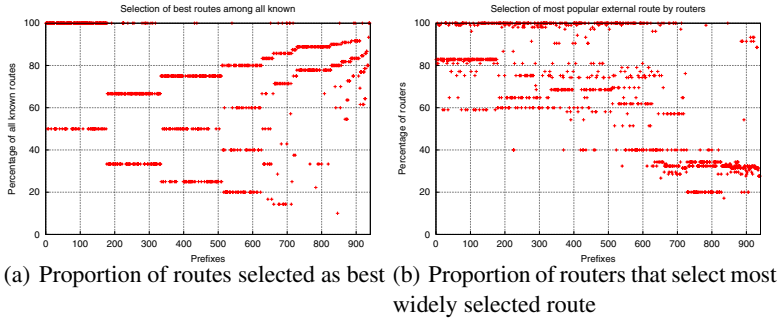 Selection of best routes among all known
Percentage of all known routes
100
80
60
40
20
0
0 100 200 300 400 500 600 700 800 900
Prefixes
(a) Proportion of routes selected as best
Selection of most popular external route by routers
Percentage of routers
100
80
60
40
20
0
0 100 200 300 400 500 600 700 800 900
Prefixes
(b) Proportion of routers that select most
widely selected route